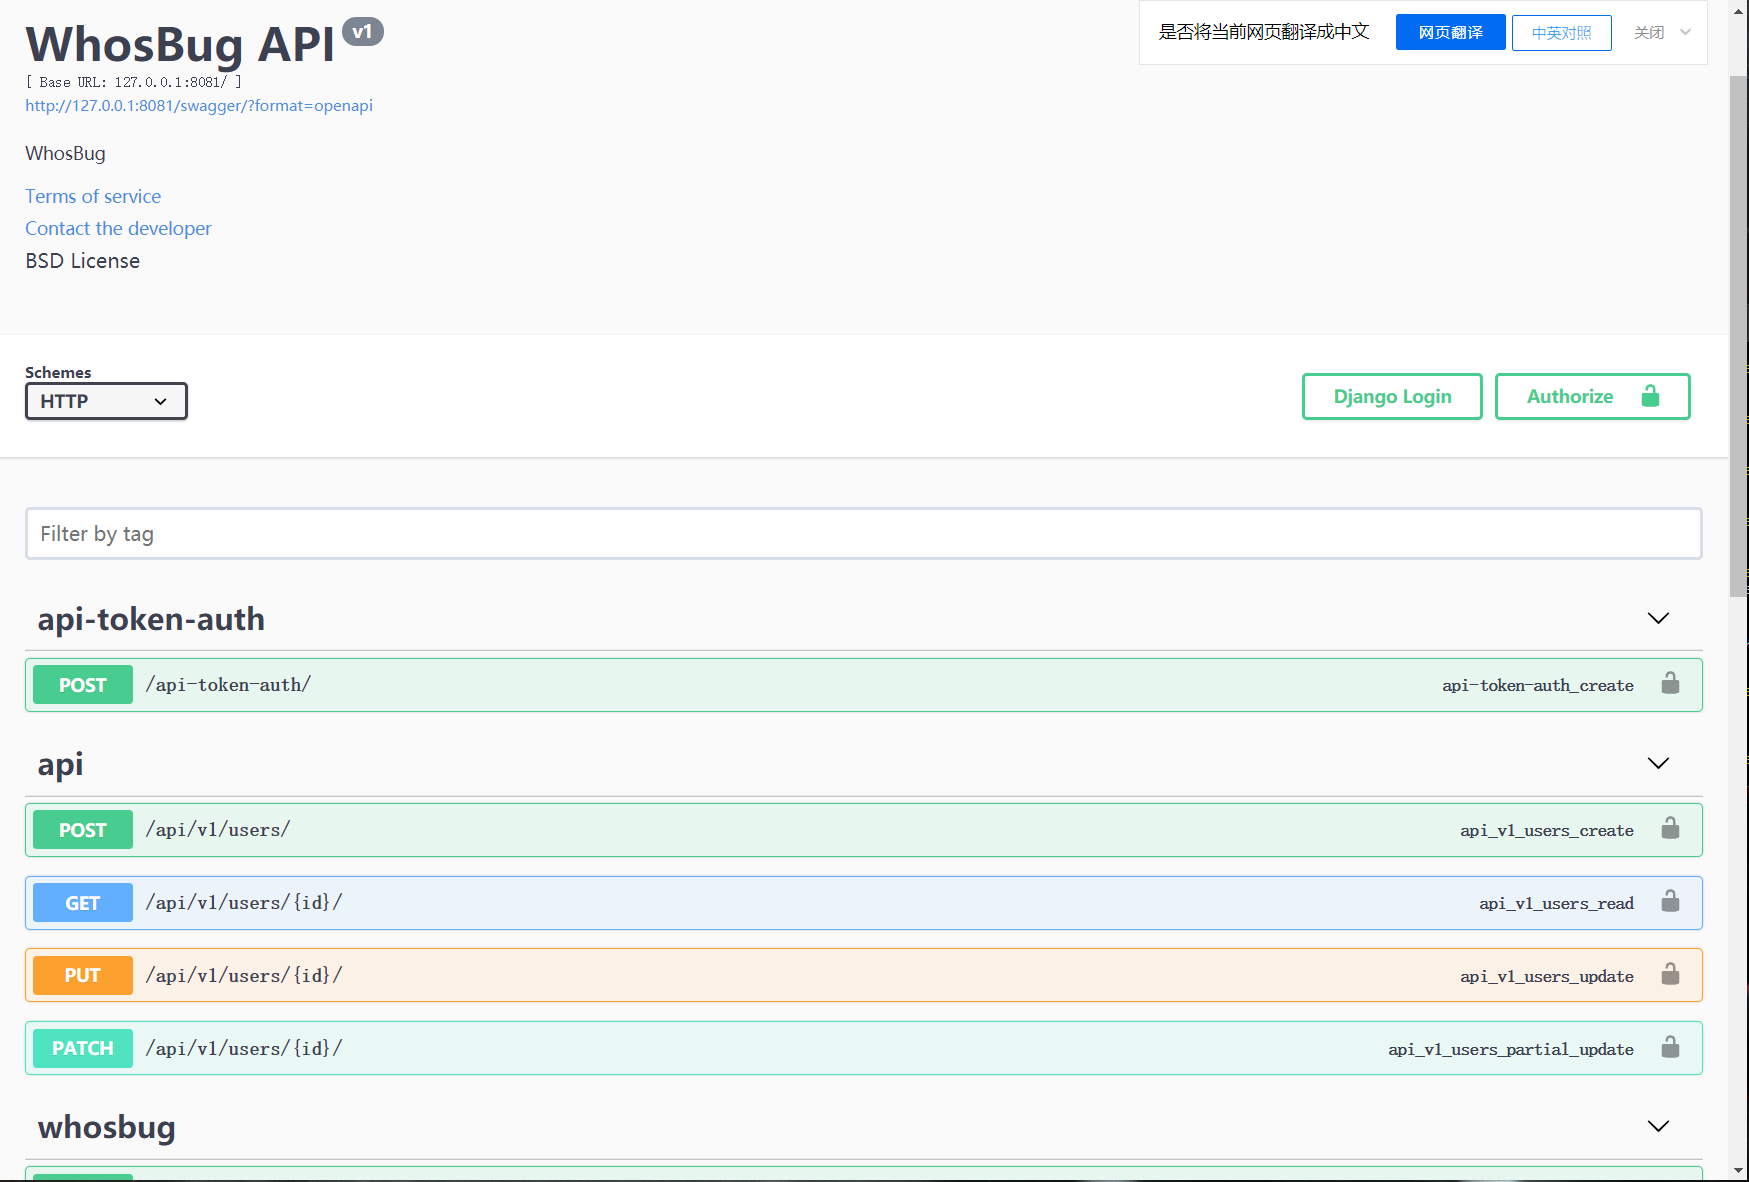 WhosBug API v1
[ Base URL: 127.0.0.1:8081/ ]
http://127.0.0.1:8081/swagger/?format=openapi
是否将当前网页翻译成中文 网页翻译 中英对照 关闭
WhosBug
Terms of service
Contact the developer
BSD License
Schemes
HTTP
Django Login Authorize
Filter by tag
api-token-auth
POST /api-token-auth/ api-token-auth_create
api
POST /api/v1/users/ api_v1_users_create
GET /api/v1/users/{id}/ api_v1_users_read
PUT /api/v1/users/{id}/ api_v1_users_update
PATCH /api/v1/users/{id}/ api_v1_users_partial_update
whosbug